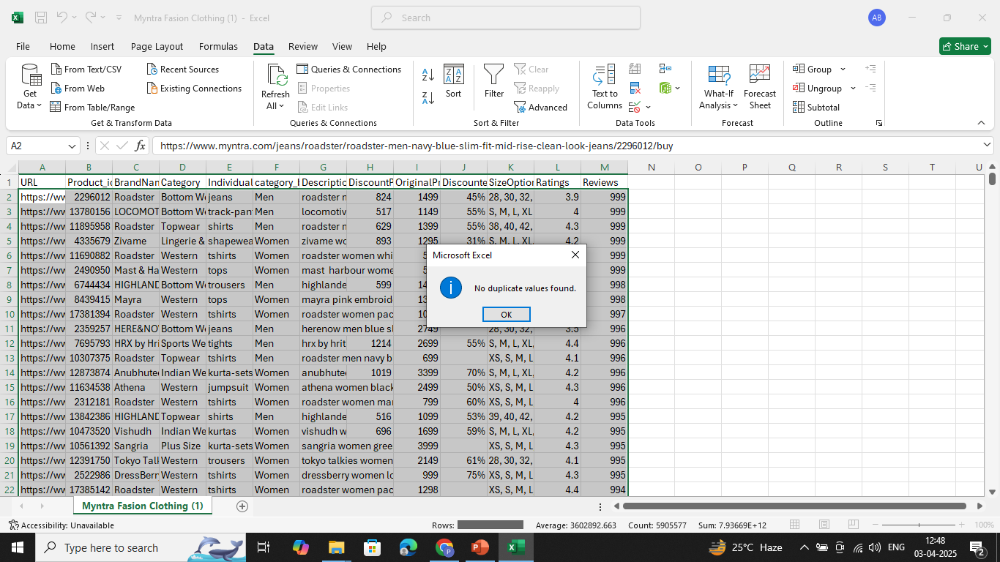 Myntra Fasion Clothing (1) - Excel
Search
AB
File Home Insert Page Layout Formulas Data Review View Help
Share
Get Data
From Text/CSV
From Web
From Table/Range
Recent Sources
Existing Connections
Get & Transform Data
Refresh All
Queries & Connections
Properties
Edit Links
Queries & Connections
Sort
Filter
Clear
Reapply
Advanced
Sort & Filter
Text to Columns
Data Tools
What-If Analysis
Forecast Sheet
Forecast
Group
Ungroup
Subtotal
Outline
A2
fx
https://www.myntra.com/jeans/roadster/roadster-men-navy-blue-slim-fit-mid-rise-clean-look-jeans/2296012/buy
A B C D E F G H I J K L M N O P Q R S T U
1 URL Product_ic BrandNan Category Individual category_l Descriptic DiscountP OriginalPr Discounte SizeOption Ratings Reviews
2 https://ww 2296012 Roadster Bottom We jeans Men roadster m 824 1499 45% 28, 30, 32, 3.9 999
3 https://ww 13780156 LOCOMOT Bottom We track-pan Men locomotiv 517 1149 55% S, M, L, XL 4 999
4 https://ww 11895958 Roadster Topwear shirts Men roadster m 629 1399 55% 38, 40, 42, 4.3 999
5 https://ww 4335679 Zivame Lingerie & shapewea Women zivame wo 893 1295 31% S, M, L, XL, 4.2 999
6 https://ww 11690882 Roadster Western tshirts Women roadster women whi 5 999
7 https://ww 2490950 Mast & Ha Western tops Women mast harbour wome 5 999
8 https://ww 6744434 HIGHLAND Bottom We trousers Men highlande 599 14 998
9 https://ww 8439415 Mayra Western tops Women mayra pink embroid 13 998
10 https://ww 17381394 Roadster Western tshirts Women roadster women pac 10 997
11 https://ww 2359257 HERE&NO Bottom We jeans Men herenow men blue sl 2749 28, 30, 32, 3.5 996
12 https://ww 7695793 HRX by Hri Sports We tights Men hrx by hrit 1214 2699 55% S, M, L, XL, 4.4 996
13 https://ww 10307375 Roadster Topwear tshirts Men roadster men navy b 699 XS, S, M, L 4.1 996
14 https://ww 12873874 Anubhutee Indian We kurta-sets Women anubhutee 1019 3399 70% S, M, L, XL, 4.2 996
15 https://ww 11634538 Athena Western jumpsuit Women athena women black 2499 50% XS, S, M, L 4.3 996
16 https://ww 2312181 Roadster Western tshirts Women roadster women mar 799 60% XS, S, M, L 4 996
17 https://ww 13842386 HIGHLAND Topwear shirts Men highlande 516 1099 53% 39, 40, 42, 4.2 995
18 https://ww 10473520 Vishudh Indian We kurtas Women vishudh w 696 1699 59% S, M, L, XL, 4.2 995
19 https://ww 10561392 Sangria Plus Size kurta-sets Women sangria women gree 3999 XS, S, M, L 4.3 995
20 https://ww 12391750 Tokyo Talk Western trousers Women tokyo talkies women 2149 61% 28, 30, 32, 4.1 995
21 https://ww 2522986 DressBerr Western tshirts Women dressberry women lo 999 75% XS, S, M, L 4.3 995
22 https://ww 17385142 Roadster Western tshirts Women roadster women pac 1298 XS, S, M, L 4.4 994
Microsoft Excel
No duplicate values found.
OK
Myntra Fasion Clothing (1)
Accessibility: Unavailable
Rows:
Average: 3602892.663 Count: 5905577 Sum: 7.93669E+12
100%
Type here to search
25°C Haze
ENG
12:48
03-04-2025
2